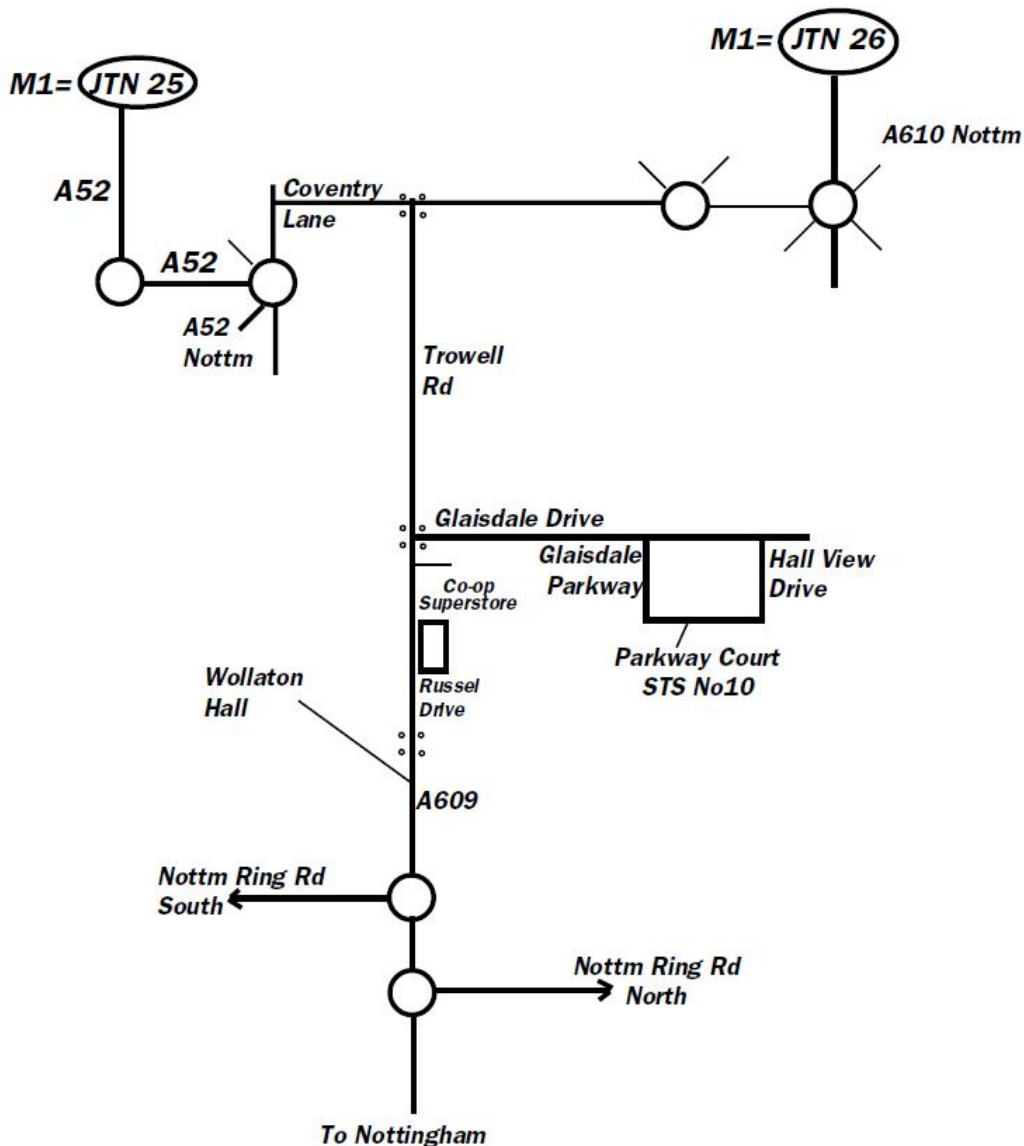 M1= JTN 26
M1= JTN 25
A610 Nottm
A52
Coventry
Lane
A52
A52
Nottm
Trowell
Rd
Glaisdale Drive
Glaisdale
Parkway
Hall View
Drive
Co-op
Superstore
Parkway Court
STS No10
Wollaton
Hall
Russel
Drive
A609
Nottm Ring Rd
South
Nottm Ring Rd
North
To Nottingham